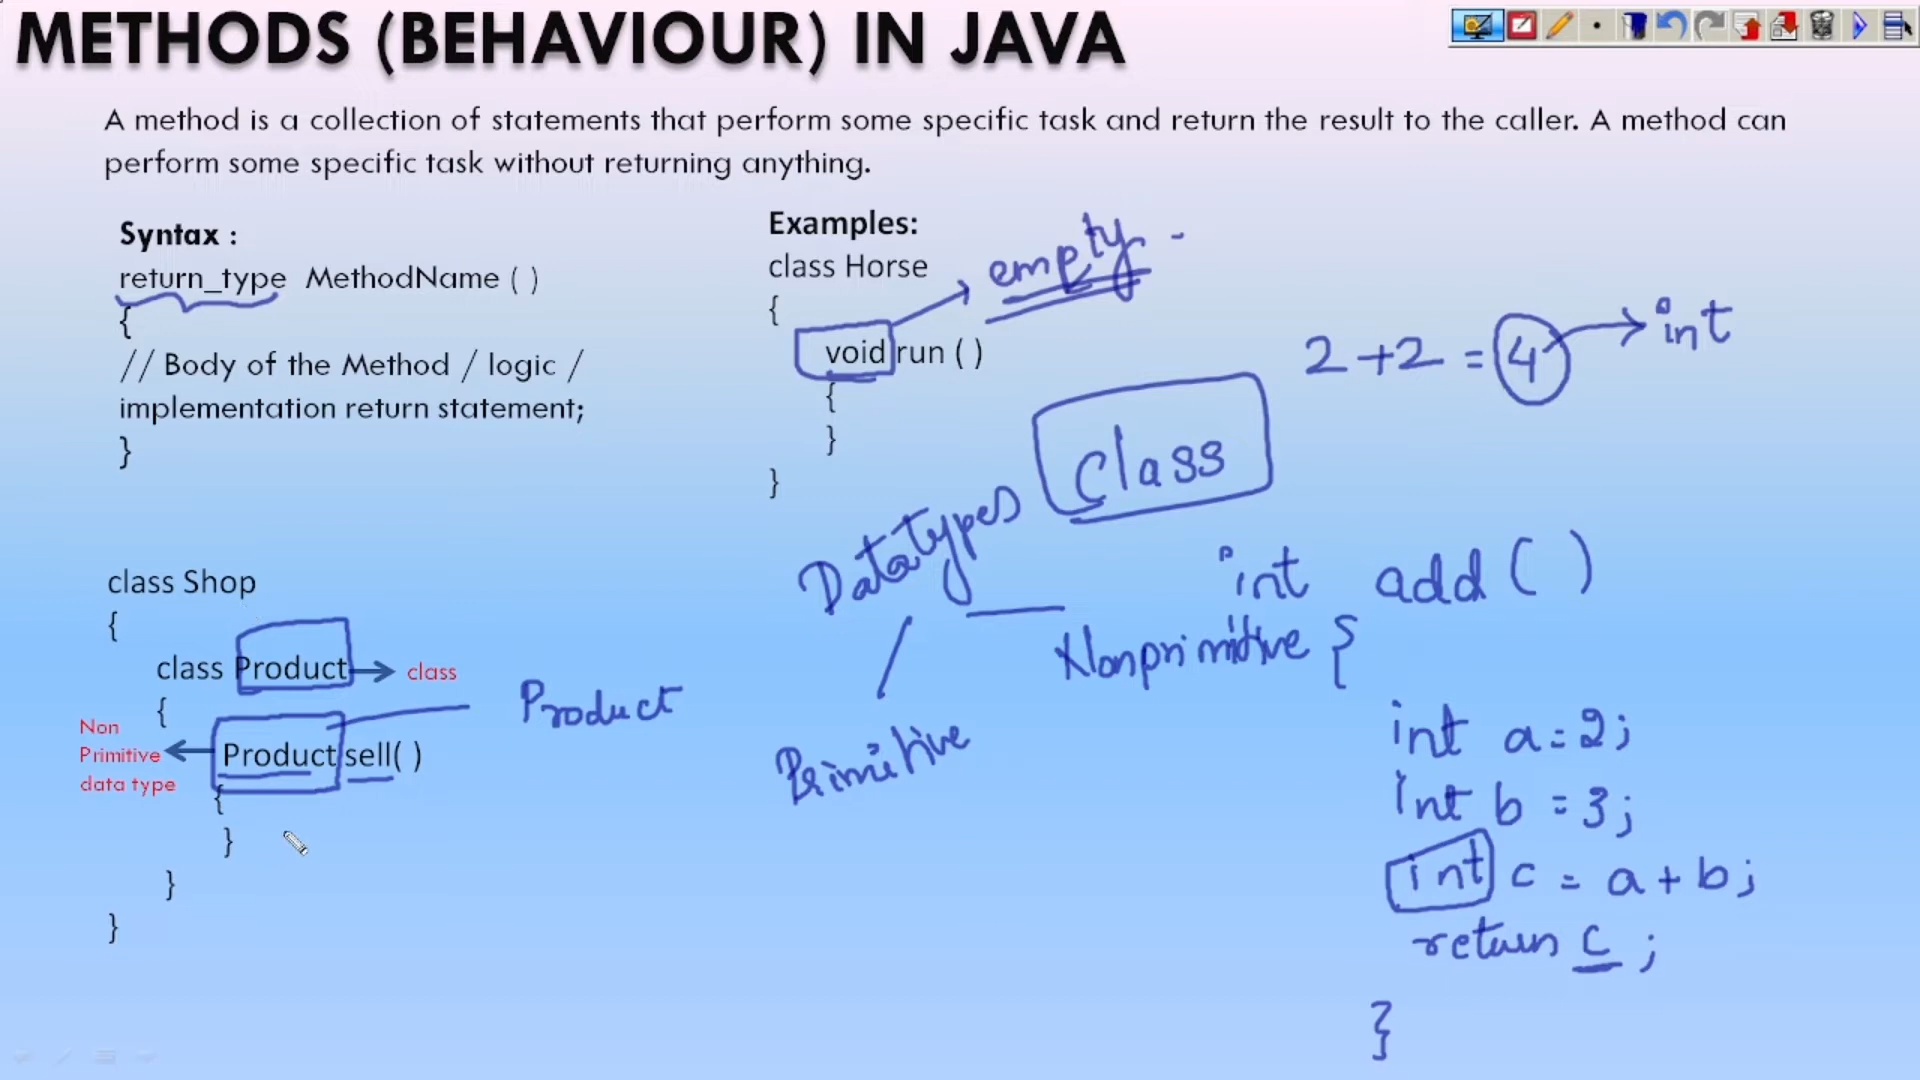 METHODS (BEHAVIOUR) IN JAVA
A method is a collection of statements that perform some specific task and return the result to the caller. A method can
perform some specific task without returning anything.
Syntax :
return_type MethodName ( )
{
// Body of the Method / logic /
implementation return statement;
}
Examples:
class Horse
{
void run ( )
{
}
}
empty
2 + 2 = 4
int
class
Datatypes
Primitive
Nonprimitive
class Shop
{
class Product
class
{
Non
Primitive
data type
Product sell( )
Product
{
}
}
}
int add ( )
{
int a = 2;
int b = 3;
int c = a + b;
return c ;
}